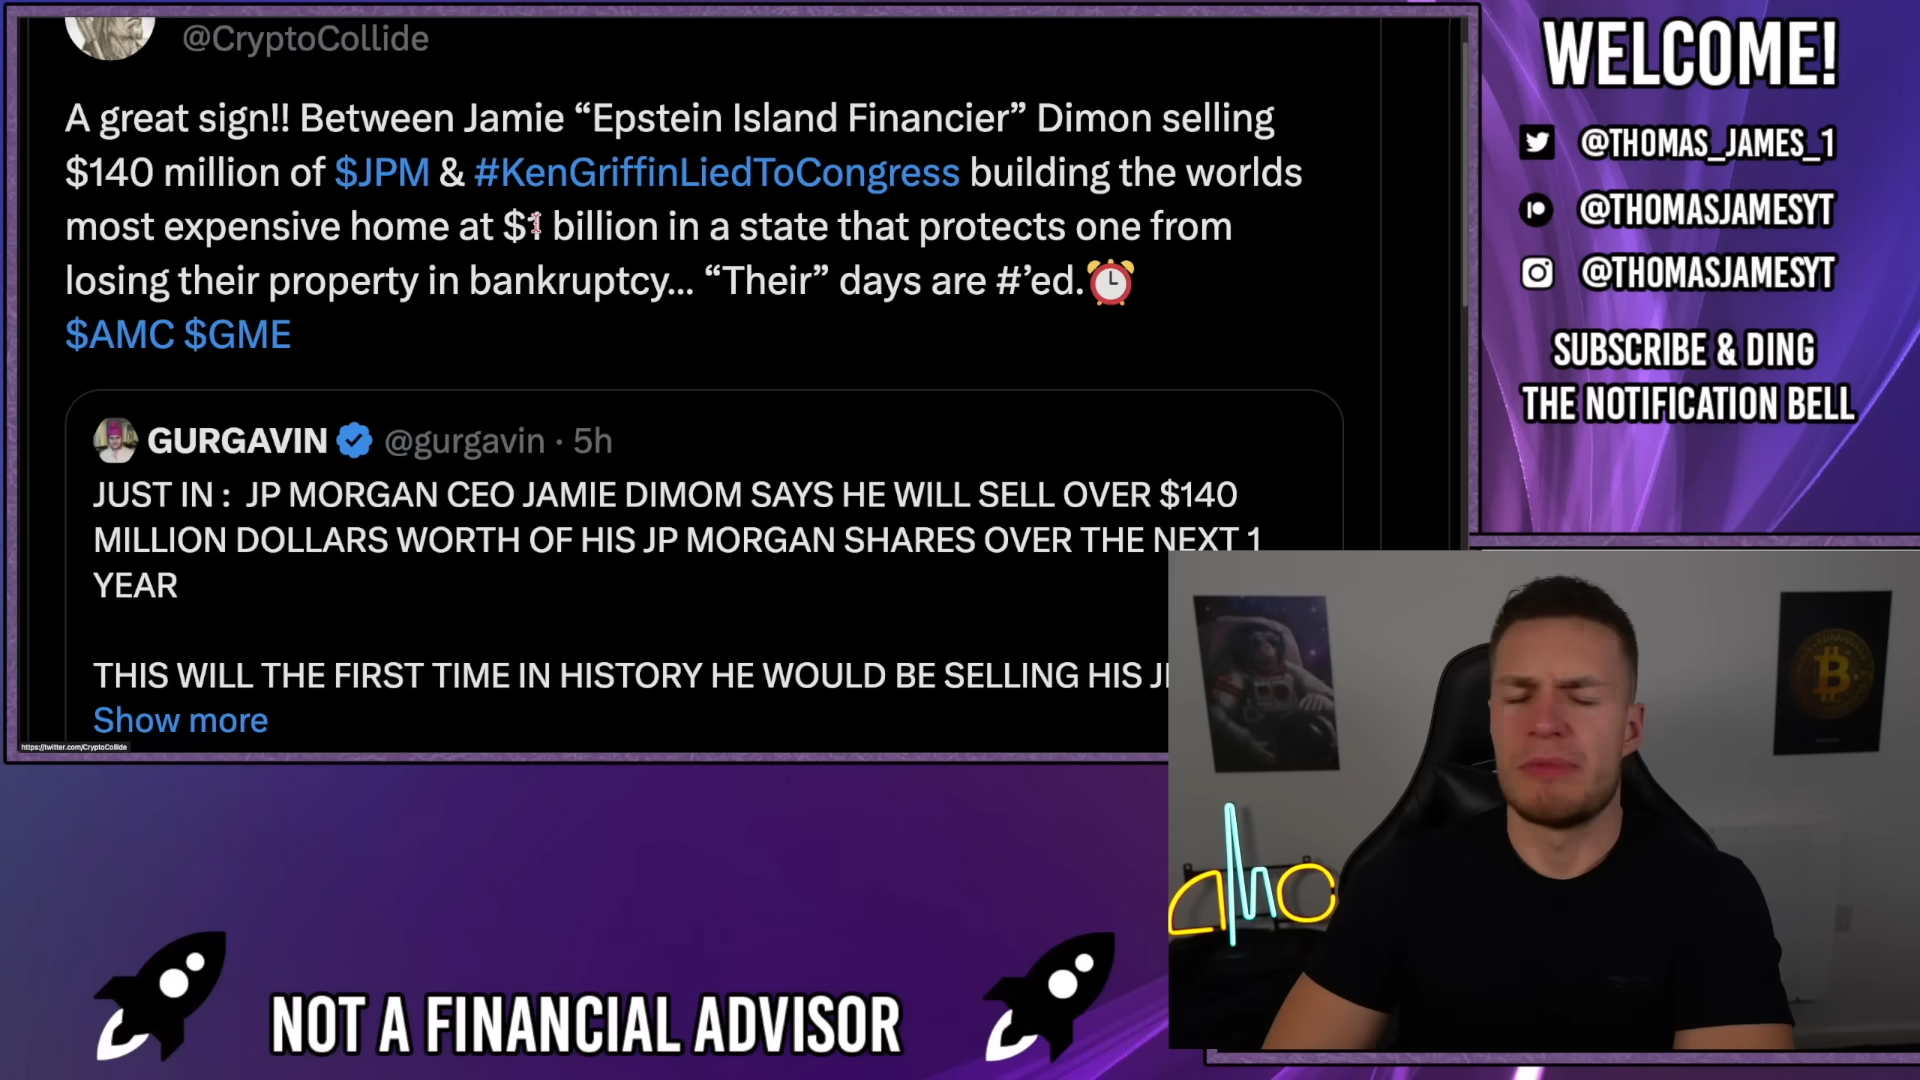 @CryptoCollide
A great sign!! Between Jamie “Epstein Island Financier” Dimon selling
$140 million of $JPM & #KenGriffinLiedToCongress building the worlds
most expensive home at $1 billion in a state that protects one from
losing their property in bankruptcy... “Their” days are #’ed.
$AMC $GME
GURGAVIN @gurgavin · 5h
JUST IN : JP MORGAN CEO JAMIE DIMOM SAYS HE WILL SELL OVER $140
MILLION DOLLARS WORTH OF HIS JP MORGAN SHARES OVER THE NEXT 1
YEAR
THIS WILL THE FIRST TIME IN HISTORY HE WOULD BE SELLING HIS
Show more
https://twitter.com/CryptoCollide
WELCOME!
@THOMAS_JAMES_1
@THOMASJAMESYT
@THOMASJAMESYT
SUBSCRIBE & DING
THE NOTIFICATION BELL
NOT A FINANCIAL ADVISOR